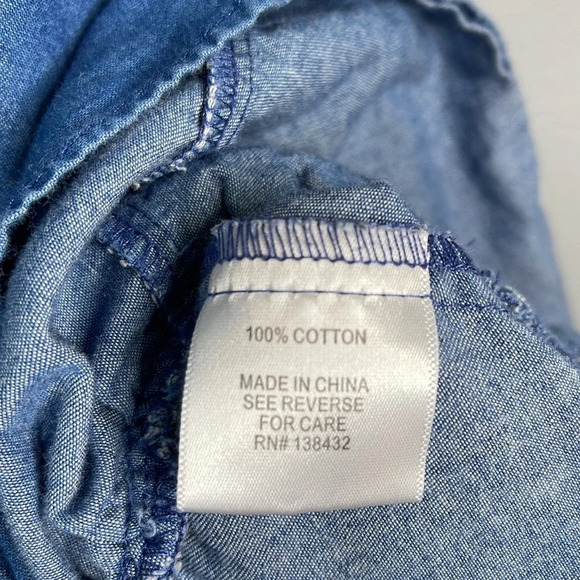 100% COTTON
MADE IN CHINA
SEE REVERSE
FOR CARE
RN# 138432